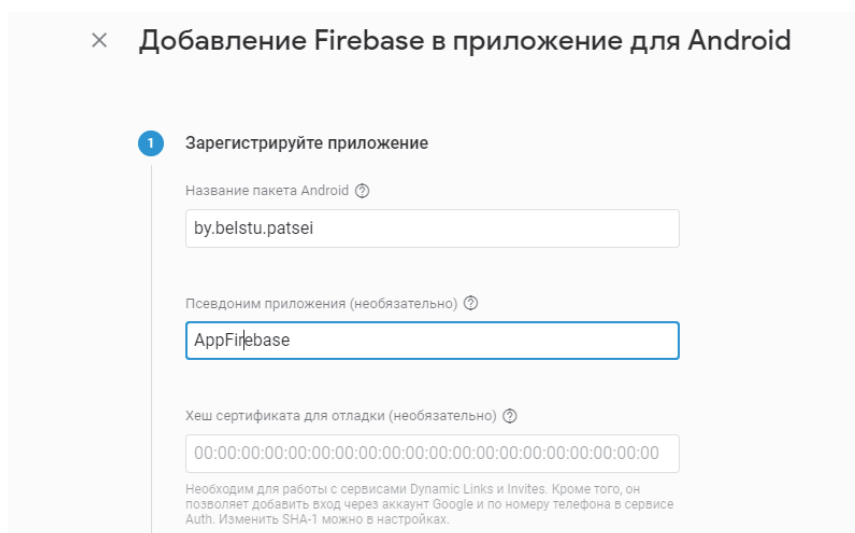 Добавление Firebase в приложение для Android
1
Зарегистрируйте приложение
Название пакета Android
by.belstu.patsei
Псевдоним приложения (необязательно)
AppFirebase
Хеш сертификата для отладки (необязательно)
00:00:00:00:00:00:00:00:00:00:00:00:00:00:00:00:00:00:00:00
Необходим для работы с сервисами Dynamic Links и Invites. Кроме того, он
позволяет добавить вход через аккаунт Google и по номеру телефона в сервисе
Auth. Изменить SHA-1 можно в настройках.